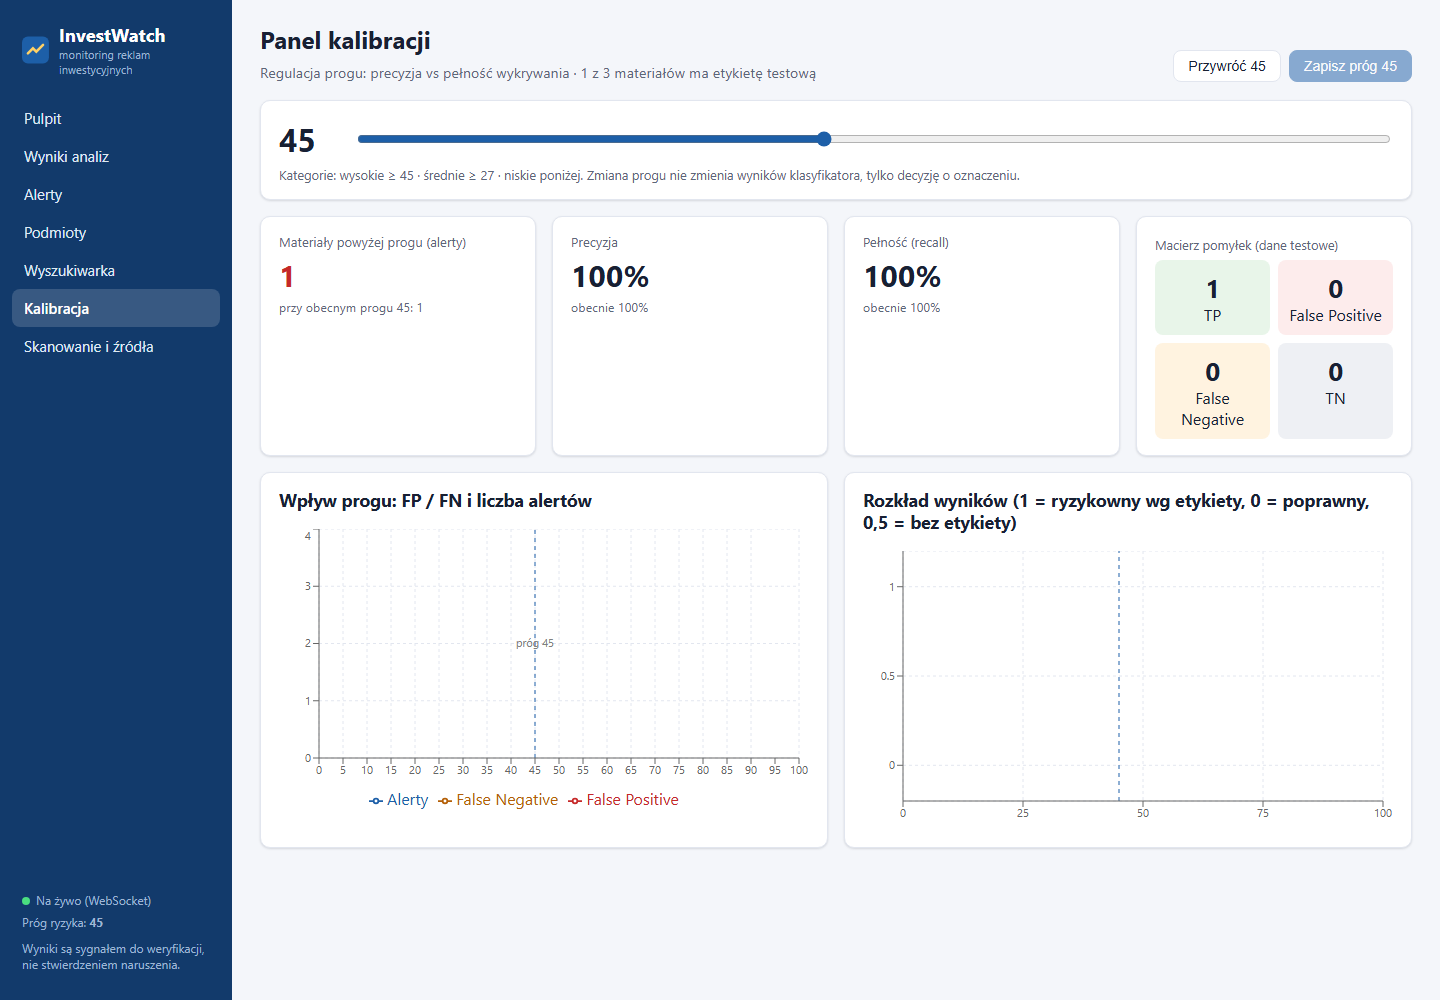 InvestWatch
monitoring reklam
inwestycyjnych
Pulpit
Wyniki analiz
Alerty
Podmioty
Wyszukiwarka
Kalibracja
Skanowanie i źródła
Na żywo (WebSocket)
Próg ryzyka: 45
Wyniki są sygnałem do weryfikacji,
nie stwierdzeniem naruszenia.
Panel kalibracji
Regulacja progu: precyzja vs pełność wykrywania · 1 z 3 materiałów ma etykietę testową
Przywróć 45
Zapisz próg 45
45
Kategorie: wysokie ≥ 45 · średnie ≥ 27 · niskie poniżej. Zmiana progu nie zmienia wyników klasyfikatora, tylko decyzję o oznaczeniu.
Materiały powyżej progu (alerty)
1
przy obecnym progu 45: 1
Precyzja
100%
obecnie 100%
Pełność (recall)
100%
obecnie 100%
Macierz pomyłek (dane testowe)
1
TP
0
False Positive
0
False
Negative
0
TN
Wpływ progu: FP / FN i liczba alertów
4
3
2
1
0
próg 45
0 5 10 15 20 25 30 35 40 45 50 55 60 65 70 75 80 85 90 95 100
Alerty False Negative False Positive
Rozkład wyników (1 = ryzykowny wg etykiety, 0 = poprawny,
0,5 = bez etykiety)
1
0.5
0
0 25 50 75 100